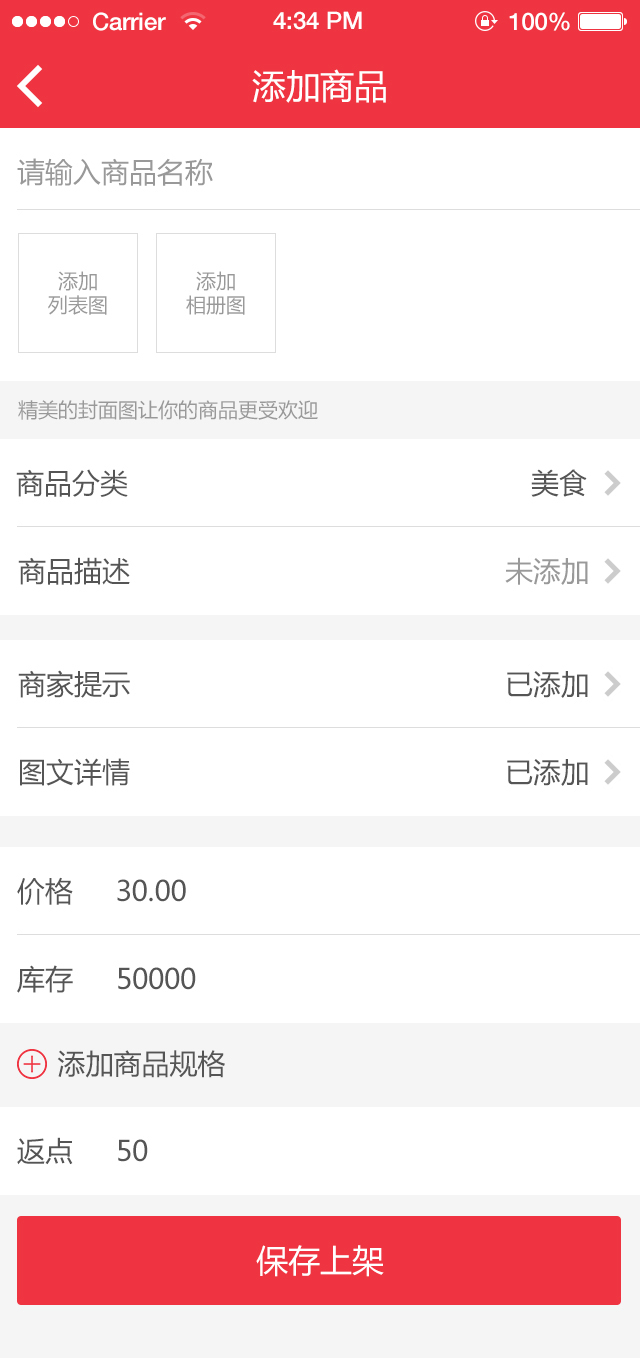 Carrier 4:34 PM 100%
添加商品
请输入商品名称
添加 添加
列表图 相册图
精美的封面图让你的商品更受欢迎
商品分类 美食
商品描述 未添加
商家提示 已添加
图文详情 已添加
价格 30.00
库存 50000
添加商品规格
返点 50
保存上架